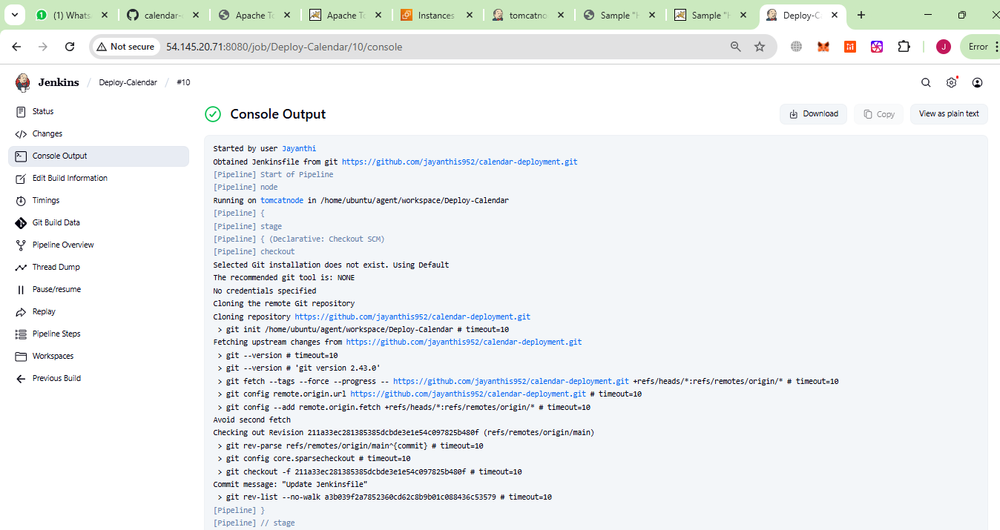 (1) Whats
calendar-
Apache To
Apache To
Instances
tomcatno
Sample "H
Sample "H
Deploy-Ca
Not secure
54.145.20.71:8080/job/Deploy-Calendar/10/console
J
Error
Jenkins / Deploy-Calendar / #10
Status
Changes
Console Output
Edit Build Information
Timings
Git Build Data
Pipeline Overview
Thread Dump
Pause/resume
Replay
Pipeline Steps
Workspaces
Previous Build
Console Output
Download
Copy
View as plain text
Started by user Jayanthi
Obtained Jenkinsfile from git https://github.com/jayanthis952/calendar-deployment.git
[Pipeline] Start of Pipeline
[Pipeline] node
Running on tomcatnode in /home/ubuntu/agent/workspace/Deploy-Calendar
[Pipeline] {
[Pipeline] stage
[Pipeline] { (Declarative: Checkout SCM)
[Pipeline] checkout
Selected Git installation does not exist. Using Default
The recommended git tool is: NONE
No credentials specified
Cloning the remote Git repository
Cloning repository https://github.com/jayanthis952/calendar-deployment.git
> git init /home/ubuntu/agent/workspace/Deploy-Calendar # timeout=10
Fetching upstream changes from https://github.com/jayanthis952/calendar-deployment.git
> git --version # timeout=10
> git --version # 'git version 2.43.0'
> git fetch --tags --force --progress -- https://github.com/jayanthis952/calendar-deployment.git +refs/heads/*:refs/remotes/origin/* # timeout=10
> git config remote.origin.url https://github.com/jayanthis952/calendar-deployment.git # timeout=10
> git config --add remote.origin.fetch +refs/heads/*:refs/remotes/origin/* # timeout=10
Avoid second fetch
Checking out Revision 211a33ec281385385dcbde3e1e54c097825b480f (refs/remotes/origin/main)
> git rev-parse refs/remotes/origin/main^{commit} # timeout=10
> git config core.sparsecheckout # timeout=10
> git checkout -f 211a33ec281385385dcbde3e1e54c097825b480f # timeout=10
Commit message: "Update Jenkinsfile"
> git rev-list --no-walk a3b039f2a7852360cd62c8b9b01c088436c53579 # timeout=10
[Pipeline] }
[Pipeline] // stage